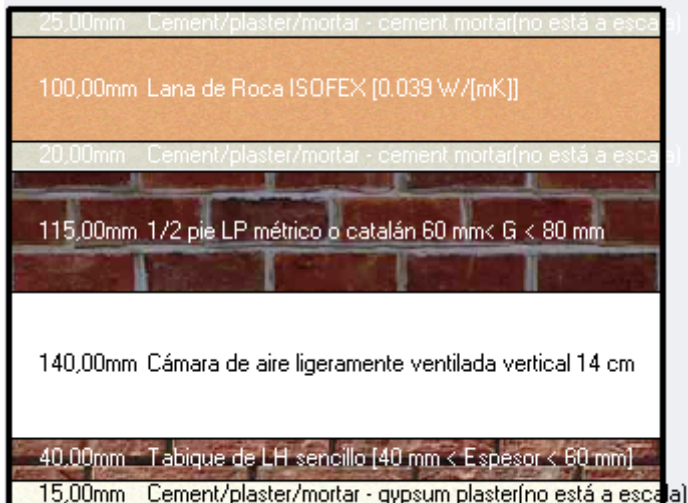 25,00mm Cement/plaster/mortar - cement mortar(no está a escala)
100,00mm Lana de Roca ISOFEX [0.039 W/[mK]]
20,00mm Cement/plaster/mortar - cement mortar(no está a escala)
115,00mm 1/2 pie LP métrico o catalán 60 mm< G < 80 mm
140,00mm Cámara de aire ligeramente ventilada vertical 14 cm
40,00mm Tabique de LH sencillo [40 mm < Espesor < 60 mm]
15,00mm Cement/plaster/mortar - gypsum plaster(no está a escala)